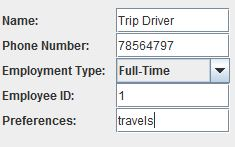 Name: Trip Driver
Phone Number: 78564797
Employment Type: Full-Time
Employee ID: 1
Preferences: travels